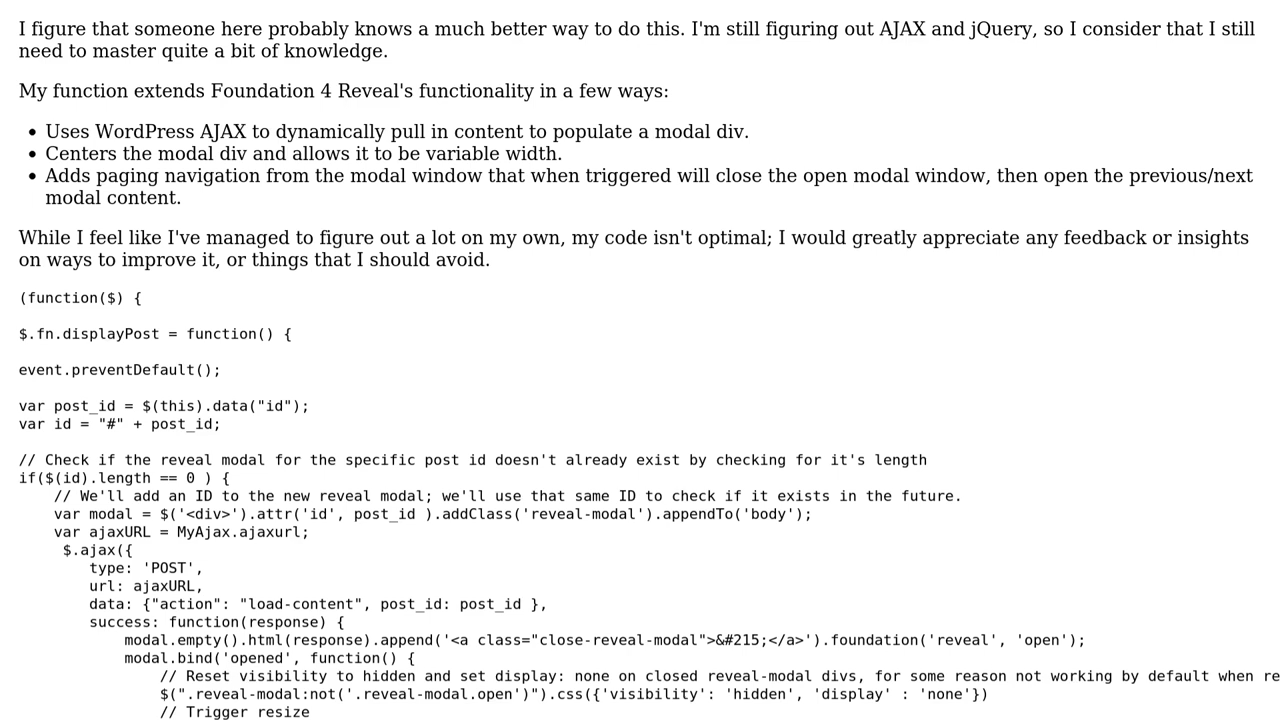 I figure that someone here probably knows a much better way to do this. I'm still figuring out AJAX and jQuery, so I consider that I still
need to master quite a bit of knowledge.
My function extends Foundation 4 Reveal's functionality in a few ways:
• Uses WordPress AJAX to dynamically pull in content to populate a modal div.
• Centers the modal div and allows it to be variable width.
• Adds paging navigation from the modal window that when triggered will close the open modal window, then open the previous/next
modal content.
While I feel like I've managed to figure out a lot on my own, my code isn't optimal; I would greatly appreciate any feedback or insights
on ways to improve it, or things that I should avoid.
(function($) {
$.fn.displayPost = function() {
event.preventDefault();
var post_id = $(this).data("id");
var id = "#" + post_id;
// Check if the reveal modal for the specific post id doesn't already exist by checking for it's length
if($(id).length == 0 ) {
    // We'll add an ID to the new reveal modal; we'll use that same ID to check if it exists in the future.
    var modal = $('<div>').attr('id', post_id ).addClass('reveal-modal').appendTo('body');
    var ajaxURL = MyAjax.ajaxurl;
     $.ajax({
        type: 'POST',
        url: ajaxURL,
        data: {"action": "load-content", post_id: post_id },
        success: function(response) {
            modal.empty().html(response).append('<a class="close-reveal-modal">&#215;</a>').foundation('reveal', 'open');
            modal.bind('opened', function() {
                // Reset visibility to hidden and set display: none on closed reveal-modal divs, for some reason not working by default when re
                $(".reveal-modal:not('.reveal-modal.open')").css({'visibility': 'hidden', 'display' : 'none'})
                // Trigger resize